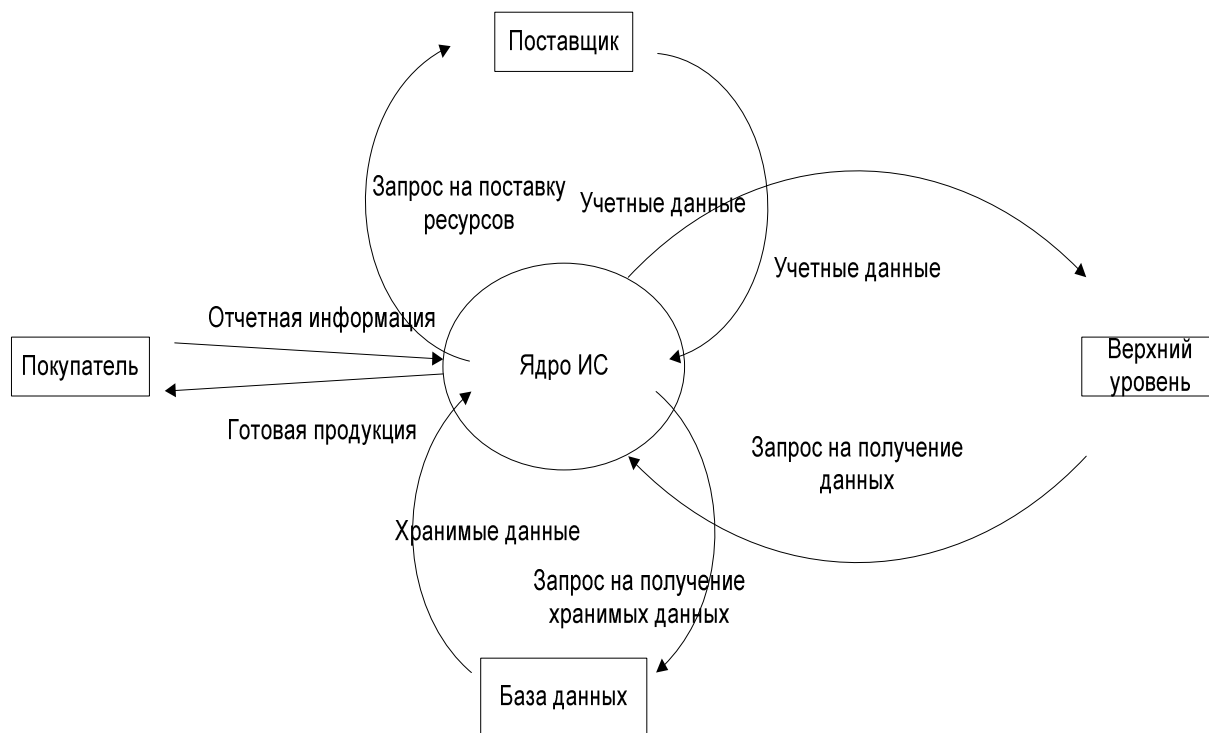 Поставщик
Запрос на поставку
ресурсов
Учетные данные
Учетные данные
Отчетная информация
Покупатель
Ядро ИС
Верхний
уровень
Готовая продукция
Запрос на получение
данных
Хранимые данные
Запрос на получение
хранимых данных
База данных